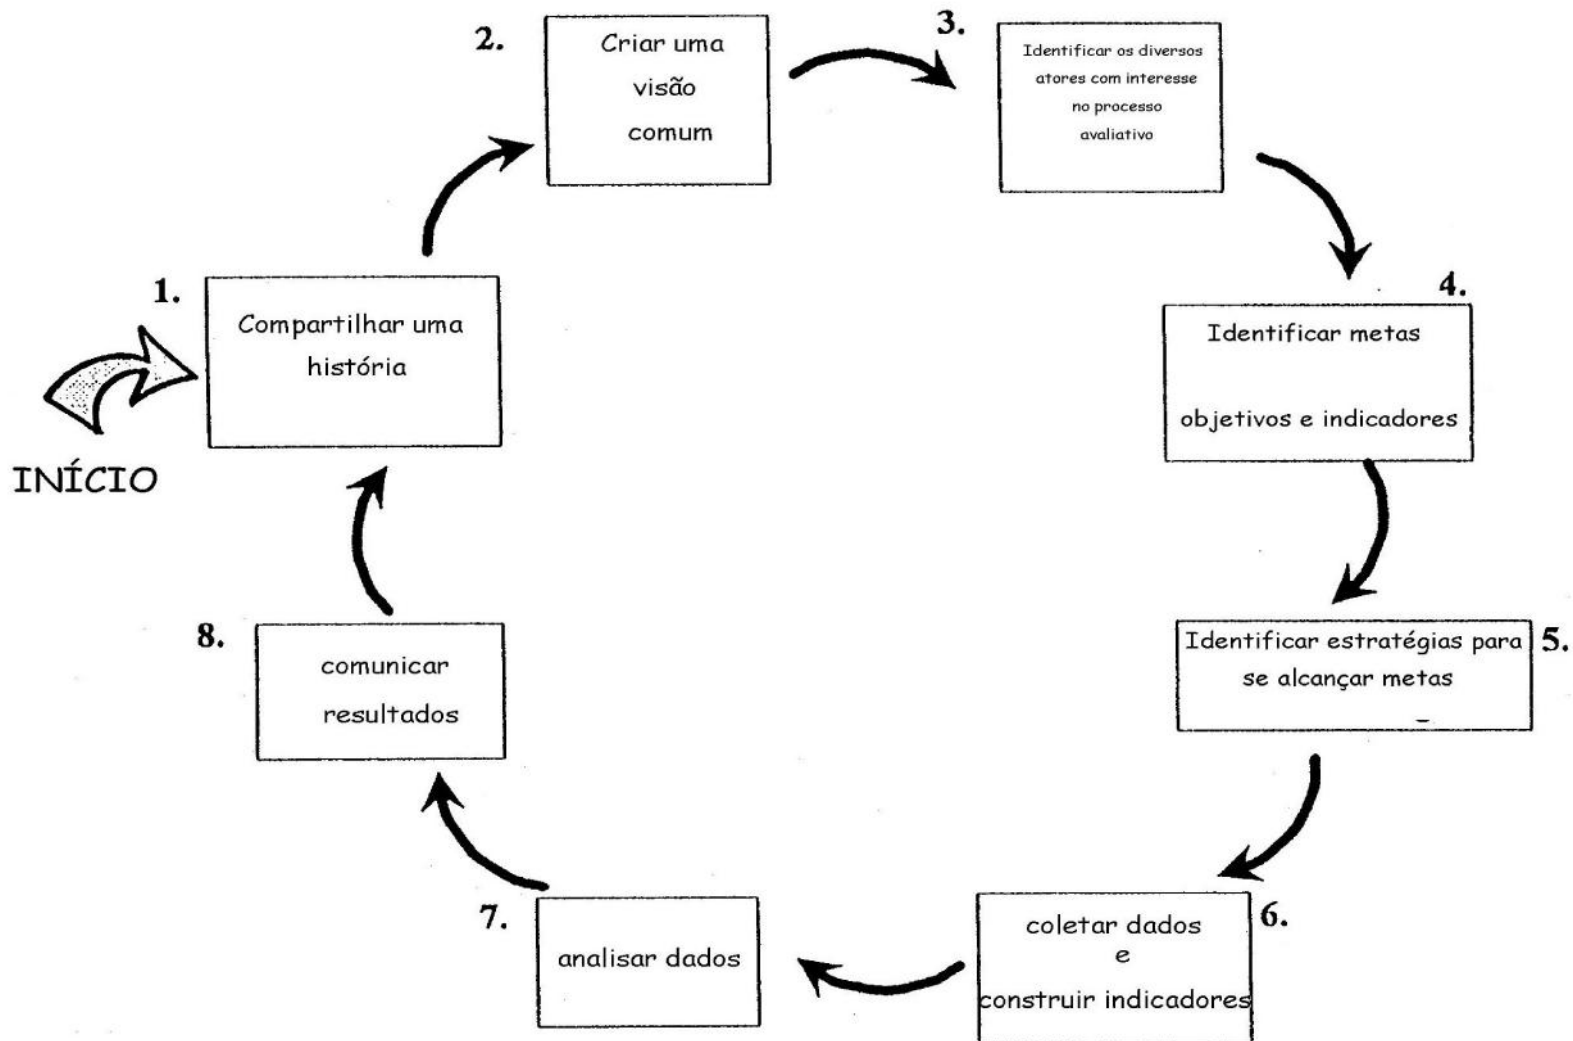 INÍCIO
1.
Compartilhar uma
história
2.
Criar uma
visão
comum
3.
Identificar os diversos
atores com interesse
no processo
avaliativo
4.
Identificar metas
objetivos e indicadores
5.
Identificar estratégias para
se alcançar metas
6.
coletar dados
e
construir indicadores
7.
analisar dados
8.
comunicar
resultados